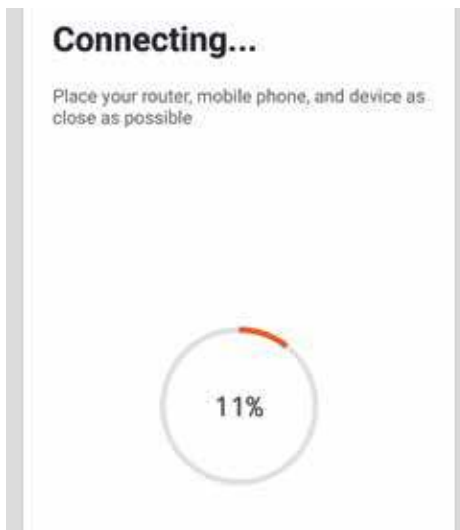 Connecting...
Place your router, mobile phone, and device as
close as possible
11%